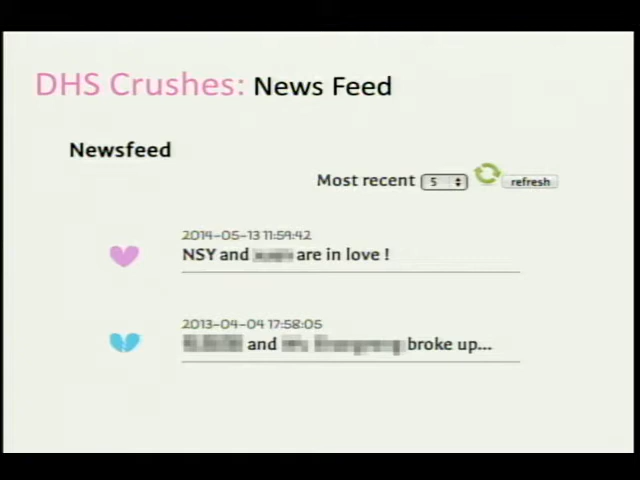 DHS Crushes: News Feed
Newsfeed
Most recent 5 refresh
2014-05-13 11:59:42
NSY and are in love !
2013-04-04 17:58:05
and broke up...